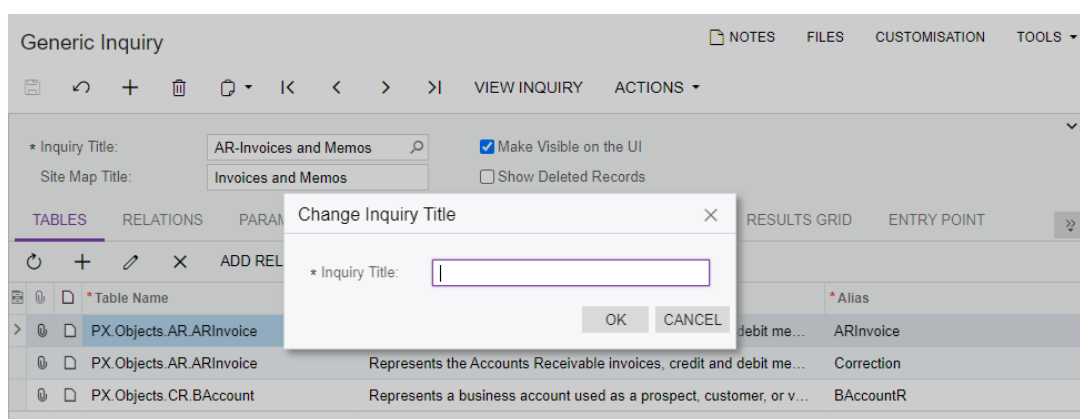 Generic Inquiry
NOTES FILES CUSTOMISATION TOOLS
VIEW INQUIRY ACTIONS
* Inquiry Title: AR-Invoices and Memos Make Visible on the UI
Site Map Title: Invoices and Memos Show Deleted Records
TABLES RELATIONS RESULTS GRID ENTRY POINT
Change Inquiry Title
ADD
* Inquiry Title:
OK CANCEL
* Table Name * Alias
PX.Objects.AR.ARInvoice debit me... ARInvoice
PX.Objects.AR.ARInvoice Represents the Accounts Receivable invoices, credit and debit me... Correction
PX.Objects.CR.BAccount Represents a business account used as a prospect, customer, or v... BAccountR